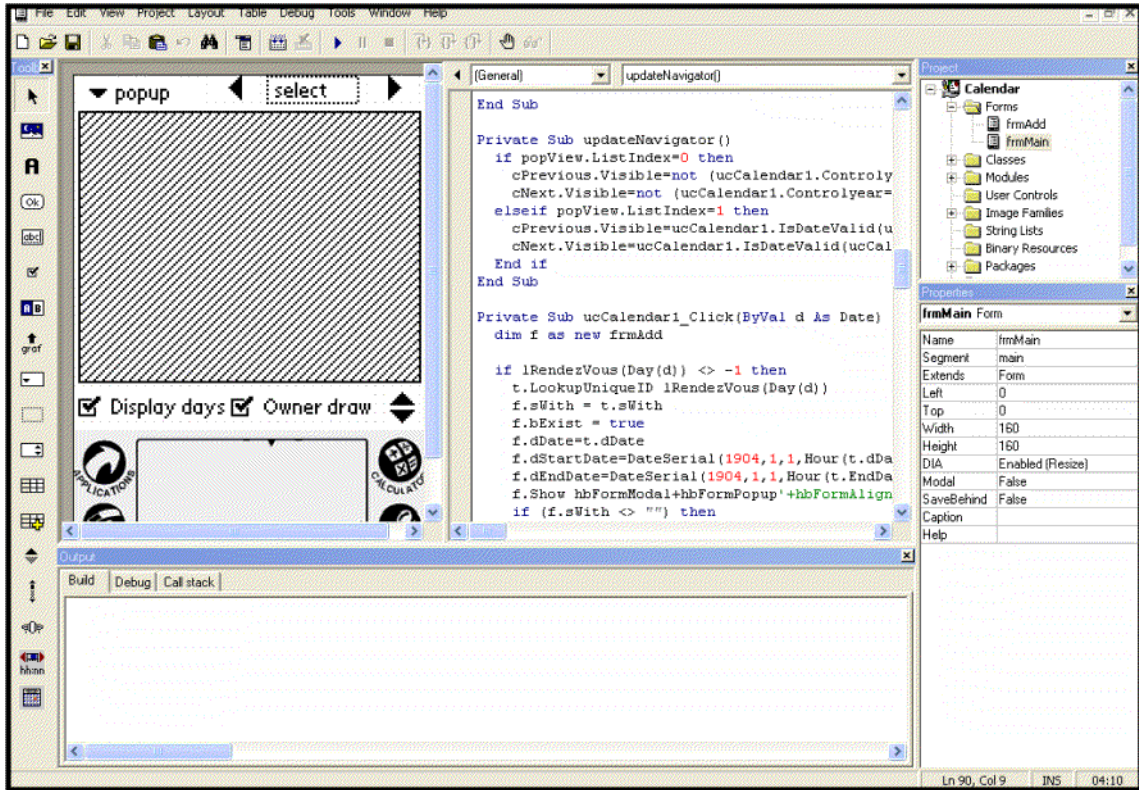 File Edit View Project Layout Table Debug Tools Window Help
popup select
Display days Owner draw
APPLICATIONS
(General) updateNavigator()
End Sub
Private Sub updateNavigator()
if popView.ListIndex=0 then
cPrevious.Visible=not (ucCalendar1.Controly
cNext.Visible=not (ucCalendar1.Controlyear=
elseif popView.ListIndex=1 then
cPrevious.Visible=ucCalendar1.IsDateValid(u
cNext.Visible=ucCalendar1.IsDateValid(ucCal
End if
End Sub
Private Sub ucCalendar1_Click(ByVal d As Date)
dim f as new frmAdd
if lRendezVous(Day(d)) <> -1 then
t.LookupUniqueID lRendezVous(Day(d))
f.sWith = t.sWith
f.bExist = true
f.dDate=t.dDate
f.dStartDate=DateSerial(1904,1,1,Hour(t.dDa
f.dEndDate=DateSerial(1904,1,1,Hour(t.EndDa
f.Show hbFormModal+hbFormPopup'+hbFormAlign
if (f.sWith <> "") then
Project
Calendar
Forms
frmAdd
frmMain
Classes
Modules
User Controls
Image Families
String Lists
Binary Resources
Packages
Properties
frmMain Form
Name frmMain
Segment main
Extends Form
Left 0
Top 0
Width 160
Height 160
DIA Enabled (Resize)
Modal False
SaveBehind False
Caption
Help
Output
Build Debug Call stack
Ok
abc
A B
graf
hh:nn
Ln 90, Col 9 INS 04:10